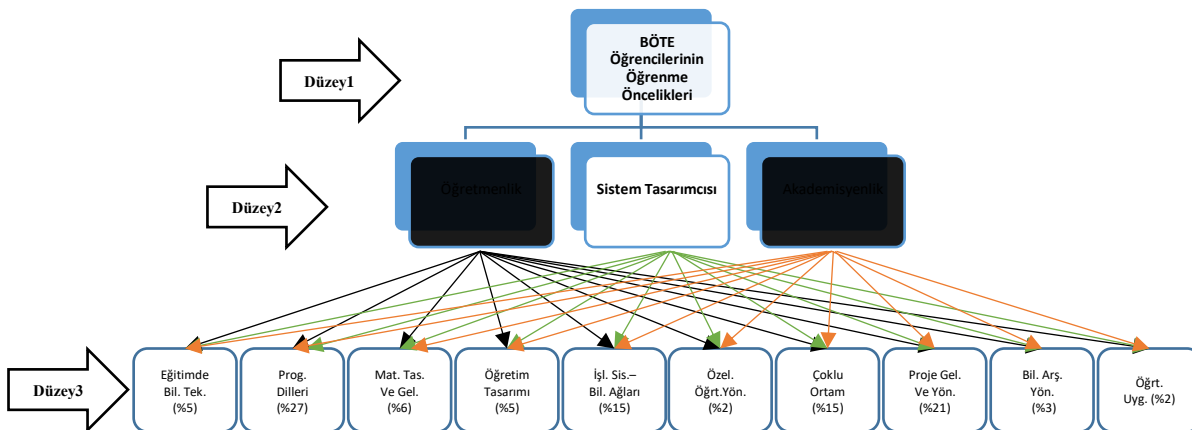 BÖTE
Öğrencilerinin
Öğrenme
Öncelikleri
Düzey1
Öğretmenlik
Sistem Tasarımcısı
Akademisyenlik
Düzey2
Düzey3
Eğitimde
Bil. Tek.
(%5)
Prog.
Dilleri
(%27)
Mat. Tas.
Ve Gel.
(%6)
Öğretim
Tasarımı
(%5)
İşl. Sis.–
Bil. Ağları
(%15)
Özel.
Öğrt.Yön.
(%2)
Çoklu
Ortam
(%15)
Proje Gel.
Ve Yön.
(%21)
Bil. Arş.
Yön.
(%3)
Öğrt.
Uyg. (%2)